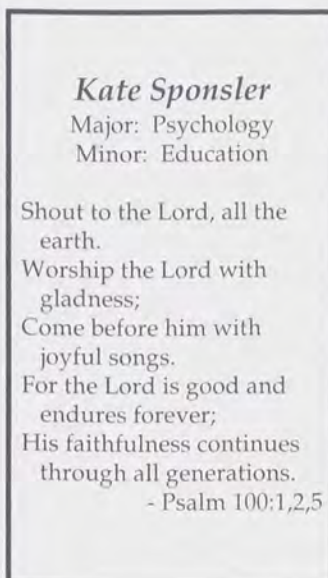 Kate Sponsler
Major: Psychology
Minor: Education
Shout to the Lord, all the
earth.
Worship the Lord with
gladness;
Come before him with
joyful songs.
For the Lord is good and
endures forever;
His faithfulness continues
through all generations.
- Psalm 100:1,2,5